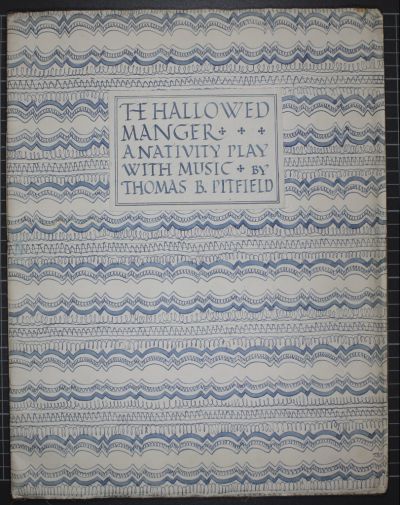 THE HALLOWED
MANGER + + +
A NATIVITY PLAY
WITH MUSIC + BY
THOMAS B. PITFIELD